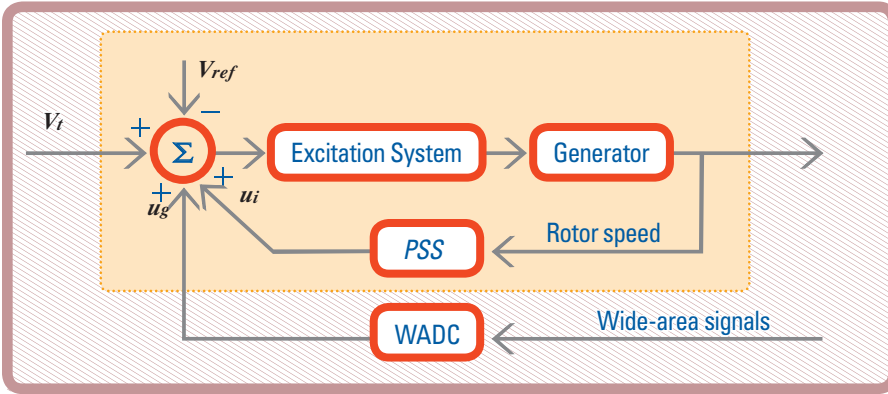 Vref
−
Vt
+
Σ
Excitation System
Generator
+
+
ug
ui
PSS
Rotor speed
WADC
Wide-area signals